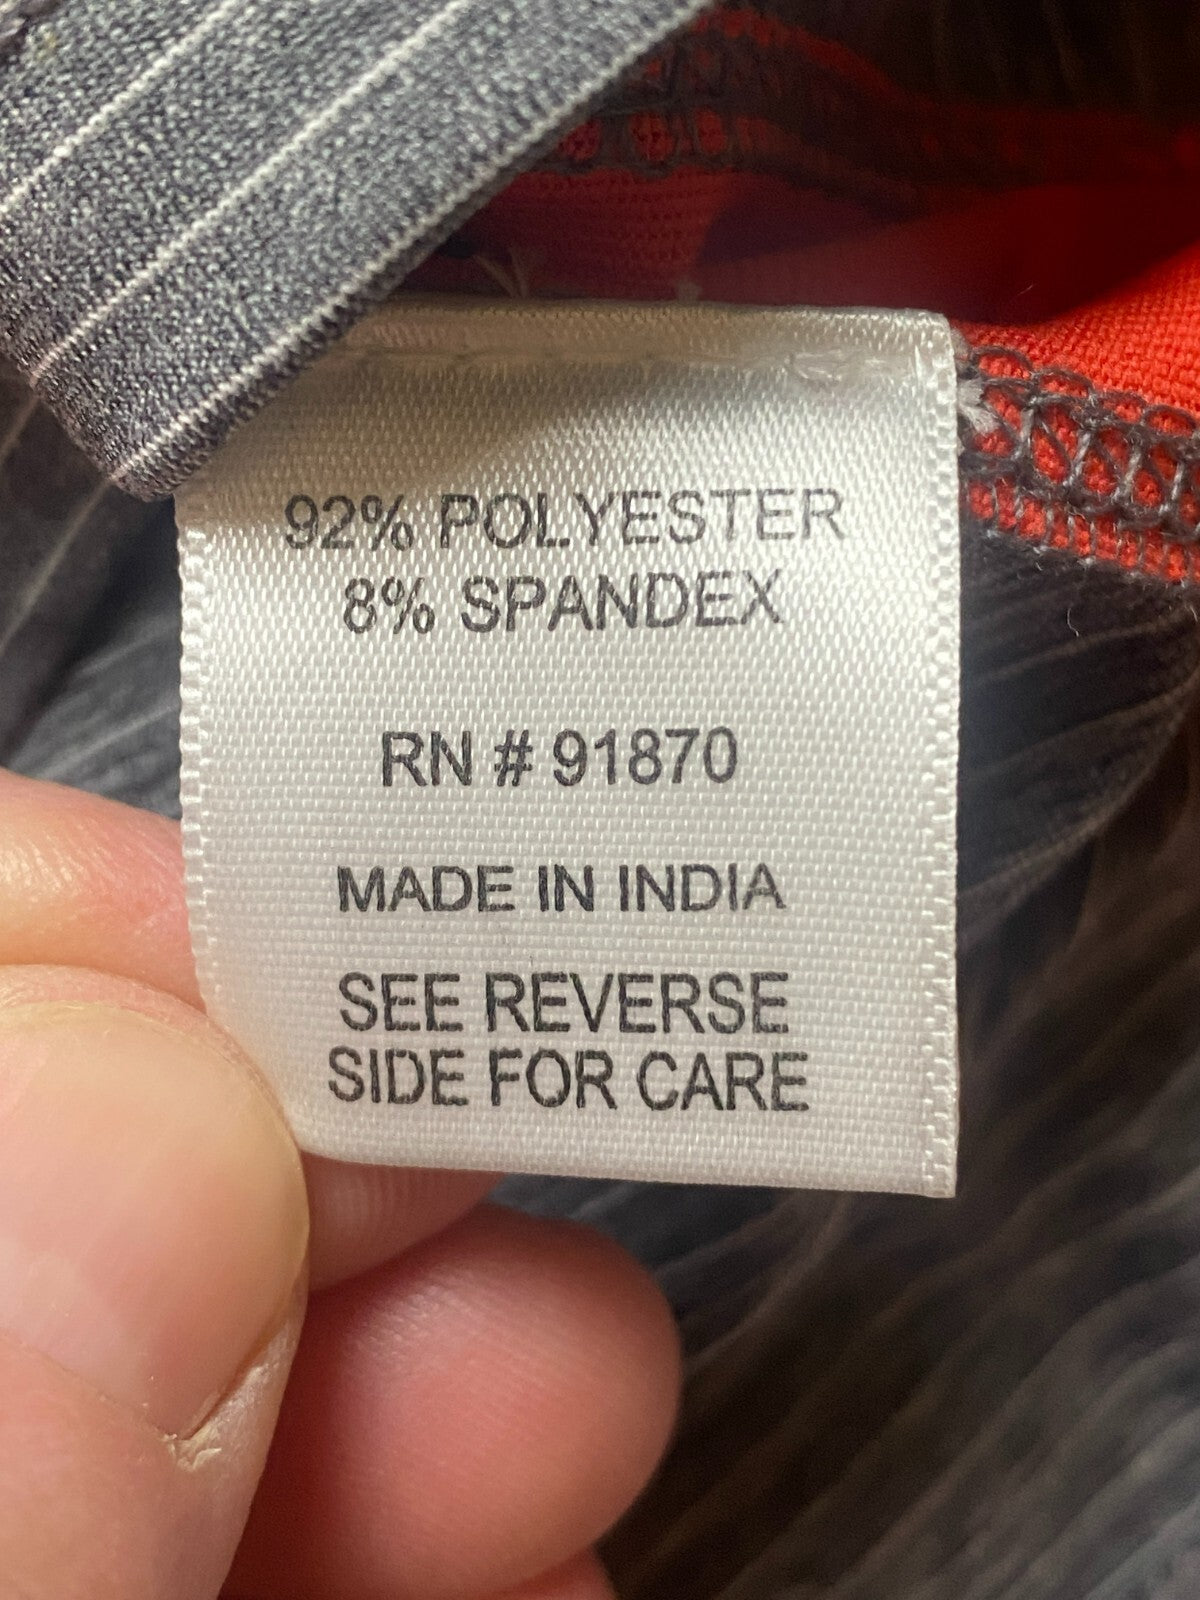 92% POLYESTER
8% SPANDEX
RN # 91870
MADE IN INDIA
SEE REVERSE
SIDE FOR CARE